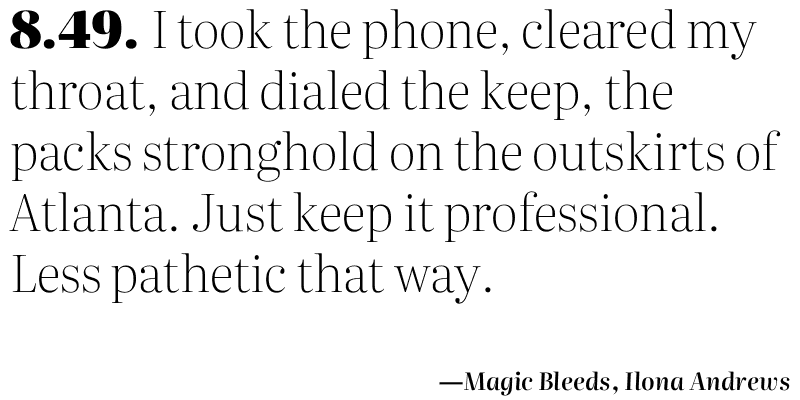 8.49. I took the phone, cleared my
throat, and dialed the keep, the
packs stronghold on the outskirts of
Atlanta. Just keep it professional.
Less pathetic that way.
—Magic Bleeds, Ilona Andrews